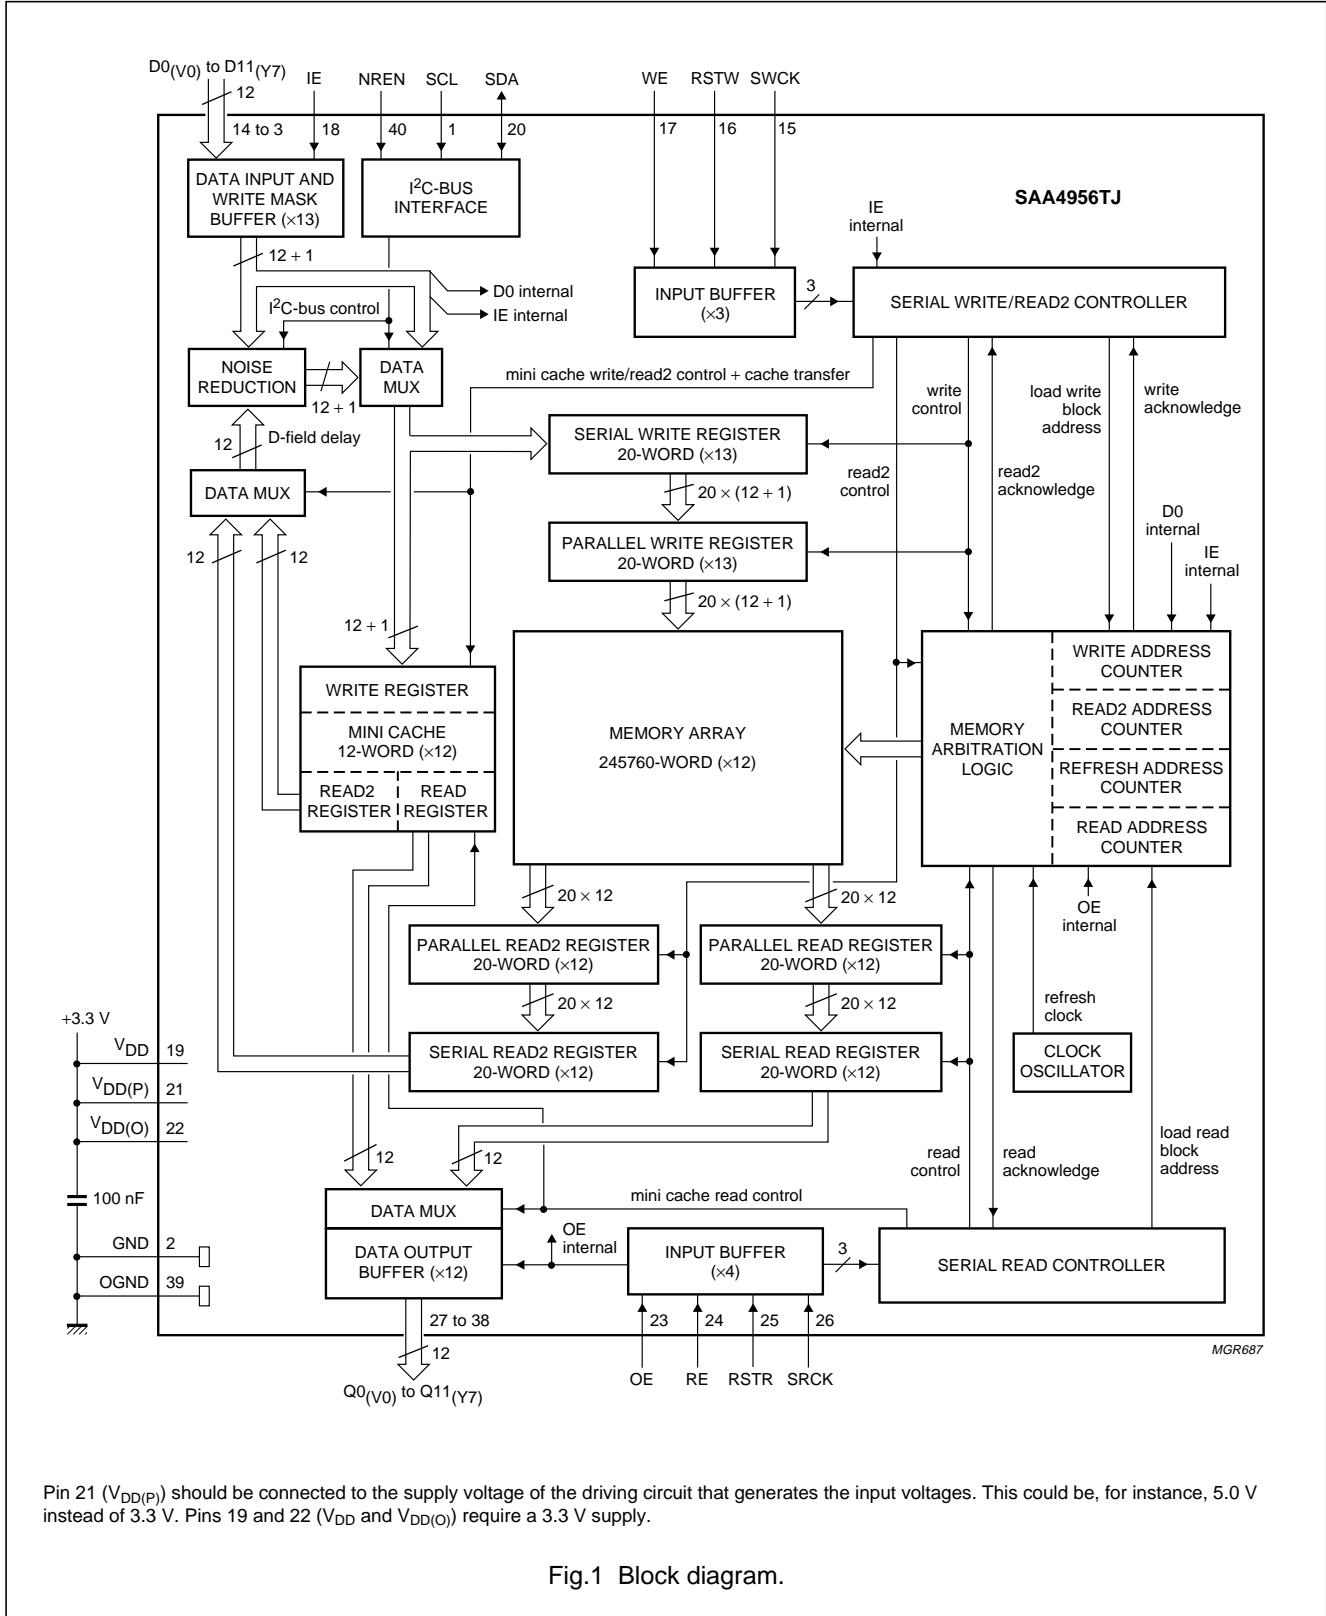 D0(V0) to D11(Y7)
IE
NREN
SCL
SDA
WE
RSTW
SWCK
12
14 to 3
18
40
1
20
17
16
15
DATA INPUT AND
WRITE MASK
BUFFER (×13)
I2C-BUS
INTERFACE
SAA4956TJ
IE
internal
12 + 1
D0 internal
IE internal
I2C-bus control
INPUT BUFFER
(×3)
3
SERIAL WRITE/READ2 CONTROLLER
NOISE
REDUCTION
12 + 1
DATA
MUX
mini cache write/read2 control + cache transfer
write
control
load write
block
address
write
acknowledge
12
D-field delay
SERIAL WRITE REGISTER
20-WORD (×13)
read2
control
read2
acknowledge
DATA MUX
20 × (12 + 1)
D0
internal
IE
internal
12
12
PARALLEL WRITE REGISTER
20-WORD (×13)
20 × (12 + 1)
12 + 1
WRITE REGISTER
MINI CACHE
12-WORD (×12)
READ2
REGISTER
READ
REGISTER
MEMORY ARRAY
245760-WORD (×12)
MEMORY
ARBITRATION
LOGIC
WRITE ADDRESS
COUNTER
READ2 ADDRESS
COUNTER
REFRESH ADDRESS
COUNTER
READ ADDRESS
COUNTER
20 × 12
20 × 12
OE
internal
PARALLEL READ2 REGISTER
20-WORD (×12)
PARALLEL READ REGISTER
20-WORD (×12)
20 × 12
20 × 12
refresh
clock
+3.3 V
VDD
19
VDD(P)
21
VDD(O)
22
SERIAL READ2 REGISTER
20-WORD (×12)
SERIAL READ REGISTER
20-WORD (×12)
CLOCK
OSCILLATOR
12
12
read
control
read
acknowledge
load read
block
address
100 nF
GND
2
OGND
39
DATA MUX
mini cache read control
DATA OUTPUT
BUFFER (×12)
OE
internal
INPUT BUFFER
(×4)
3
SERIAL READ CONTROLLER
27 to 38
23
24
25
26
12
OE
RE
RSTR
SRCK
MGR687
Q0(V0) to Q11(Y7)
Pin 21 (VDD(P)) should be connected to the supply voltage of the driving circuit that generates the input voltages. This could be, for instance, 5.0 V
instead of 3.3 V. Pins 19 and 22 (VDD and VDD(O)) require a 3.3 V supply.
Fig.1 Block diagram.